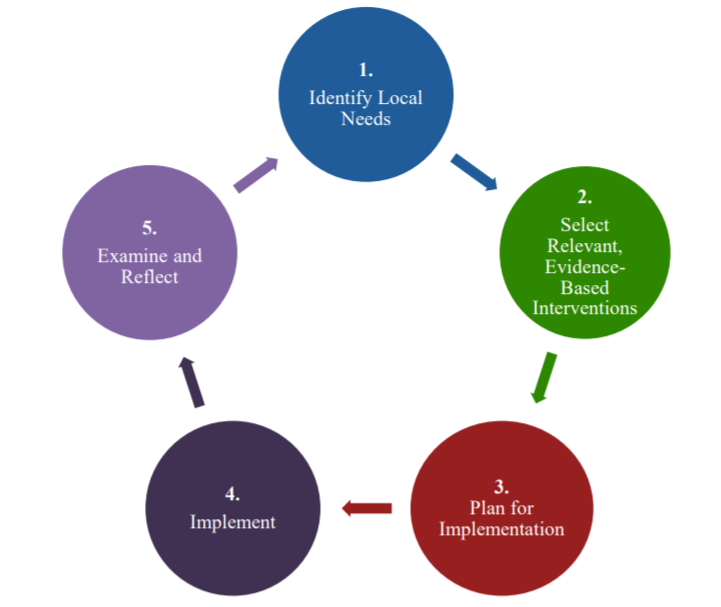 1.
Identify Local
Needs
2.
Select
Relevant,
Evidence-
Based
Interventions
3.
Plan for
Implementation
4.
Implement
5.
Examine and
Reflect